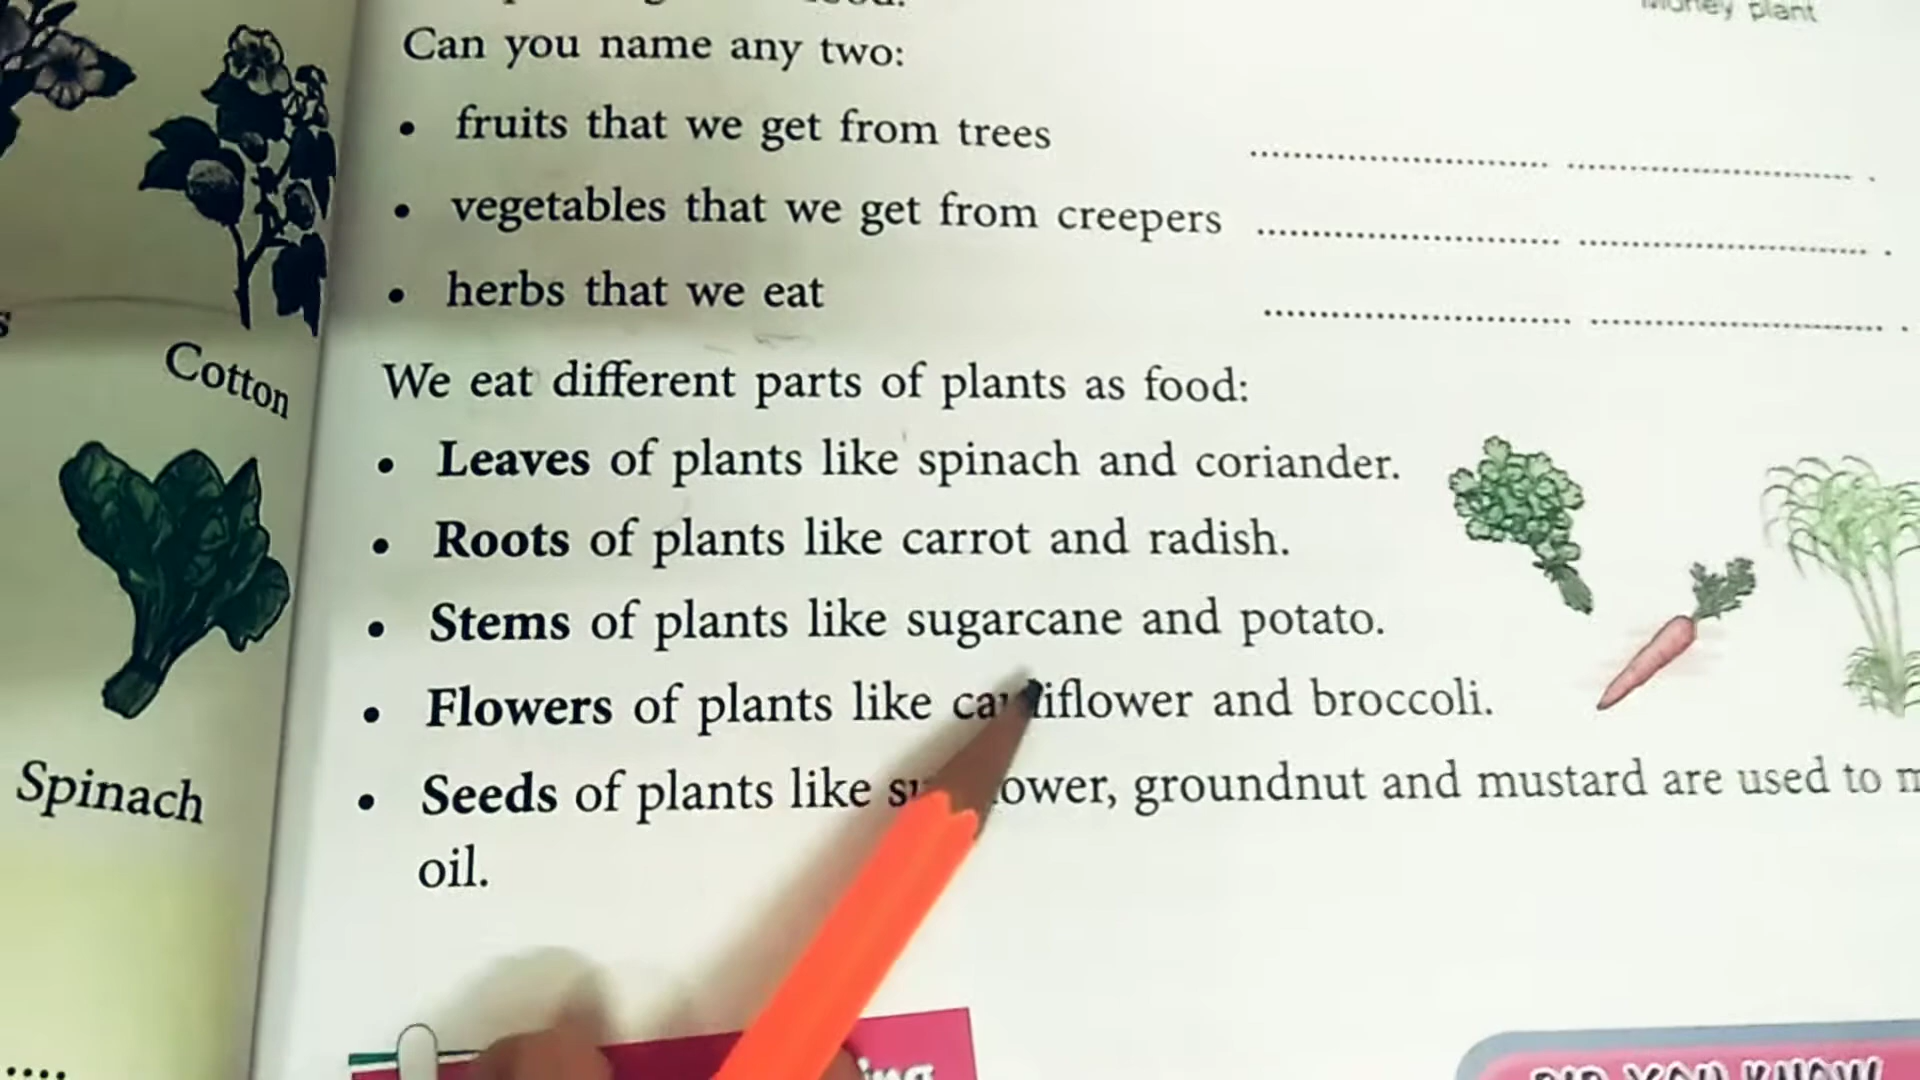 Money plant
Can you name any two:
• fruits that we get from trees ........................ ........................ .
• vegetables that we get from creepers ........................ ........................ .
• herbs that we eat ........................ ........................ .
Cotton
We eat different parts of plants as food:
• Leaves of plants like spinach and coriander.
• Roots of plants like carrot and radish.
• Stems of plants like sugarcane and potato.
• Flowers of plants like cauliflower and broccoli.
Spinach
• Seeds of plants like sunflower, groundnut and mustard are used to
oil.
DID YOU KNOW